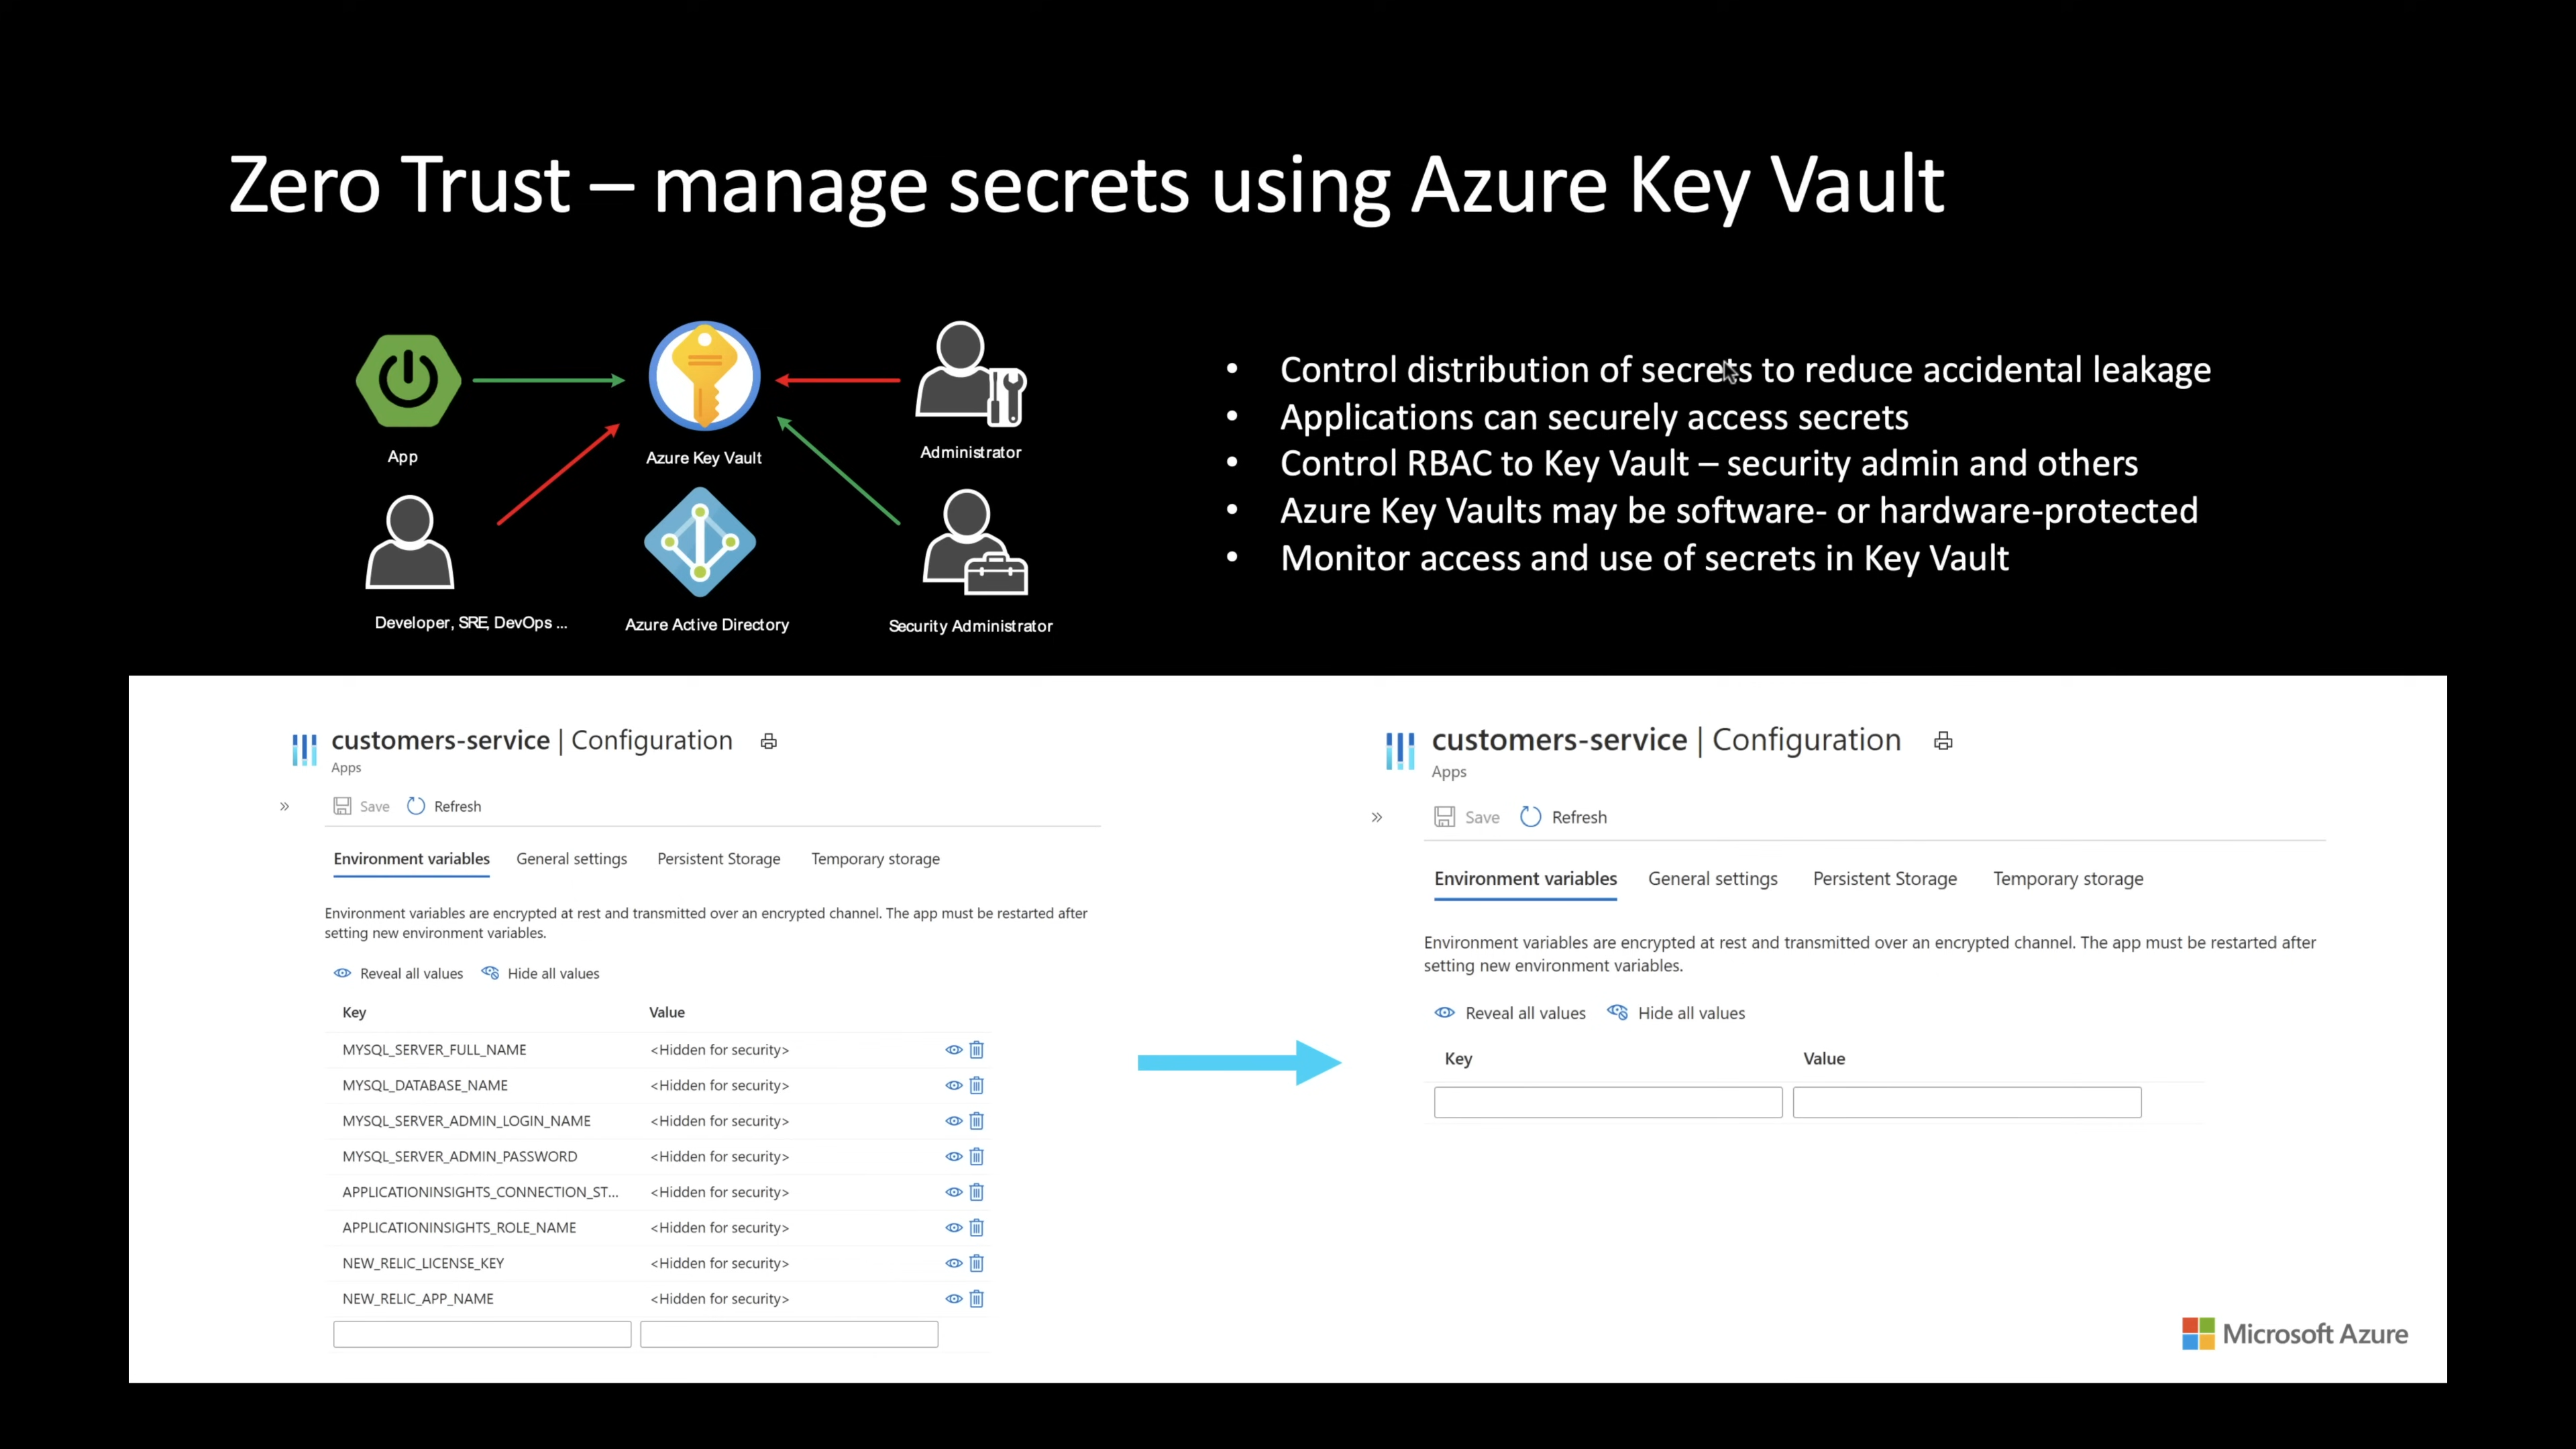 Zero Trust – manage secrets using Azure Key Vault
App
Azure Key Vault
Administrator
Developer, SRE, DevOps ...
Azure Active Directory
Security Administrator
• Control distribution of secrets to reduce accidental leakage
• Applications can securely access secrets
• Control RBAC to Key Vault – security admin and others
• Azure Key Vaults may be software- or hardware-protected
• Monitor access and use of secrets in Key Vault
customers-service | Configuration
Apps
» Save Refresh
Environment variables General settings Persistent Storage Temporary storage
Environment variables are encrypted at rest and transmitted over an encrypted channel. The app must be restarted after
setting new environment variables.
Reveal all values Hide all values
Key Value
MYSQL_SERVER_FULL_NAME <Hidden for security>
MYSQL_DATABASE_NAME <Hidden for security>
MYSQL_SERVER_ADMIN_LOGIN_NAME <Hidden for security>
MYSQL_SERVER_ADMIN_PASSWORD <Hidden for security>
APPLICATIONINSIGHTS_CONNECTION_ST... <Hidden for security>
APPLICATIONINSIGHTS_ROLE_NAME <Hidden for security>
NEW_RELIC_LICENSE_KEY <Hidden for security>
NEW_RELIC_APP_NAME <Hidden for security>
customers-service | Configuration
Apps
» Save Refresh
Environment variables General settings Persistent Storage Temporary storage
Environment variables are encrypted at rest and transmitted over an encrypted channel. The app must be restarted after
setting new environment variables.
Reveal all values Hide all values
Key Value
Microsoft Azure